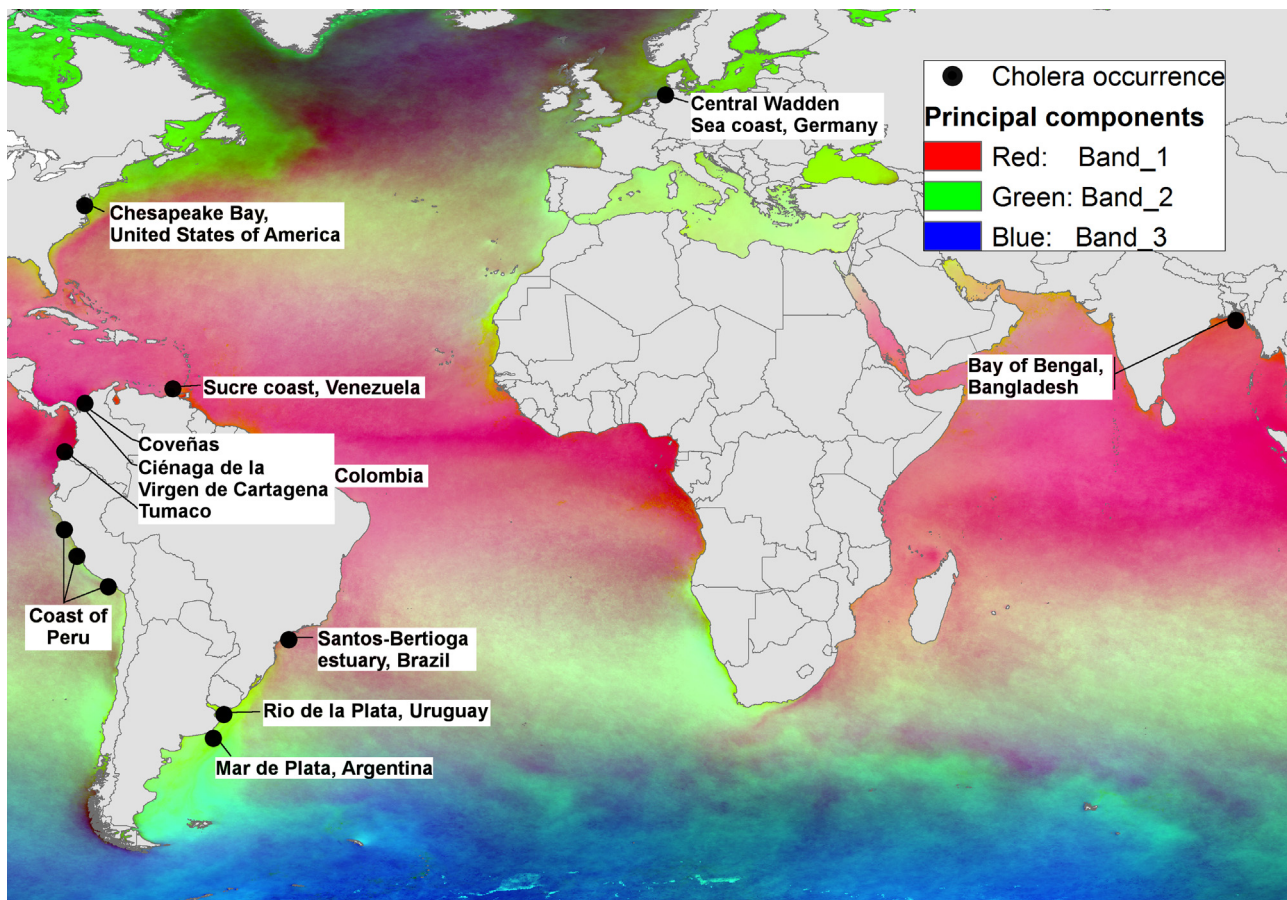 Cholera occurrence
Principal components
Red: Band_1
Green: Band_2
Blue: Band_3
Central Wadden
Sea coast, Germany
Chesapeake Bay,
United States of America
Bay of Bengal,
Bangladesh
Sucre coast, Venezuela
Coveñas
Ciénaga de la
Virgen de Cartagena
Tumaco
Colombia
Coast of
Peru
Santos-Bertioga
estuary, Brazil
Rio de la Plata, Uruguay
Mar de Plata, Argentina